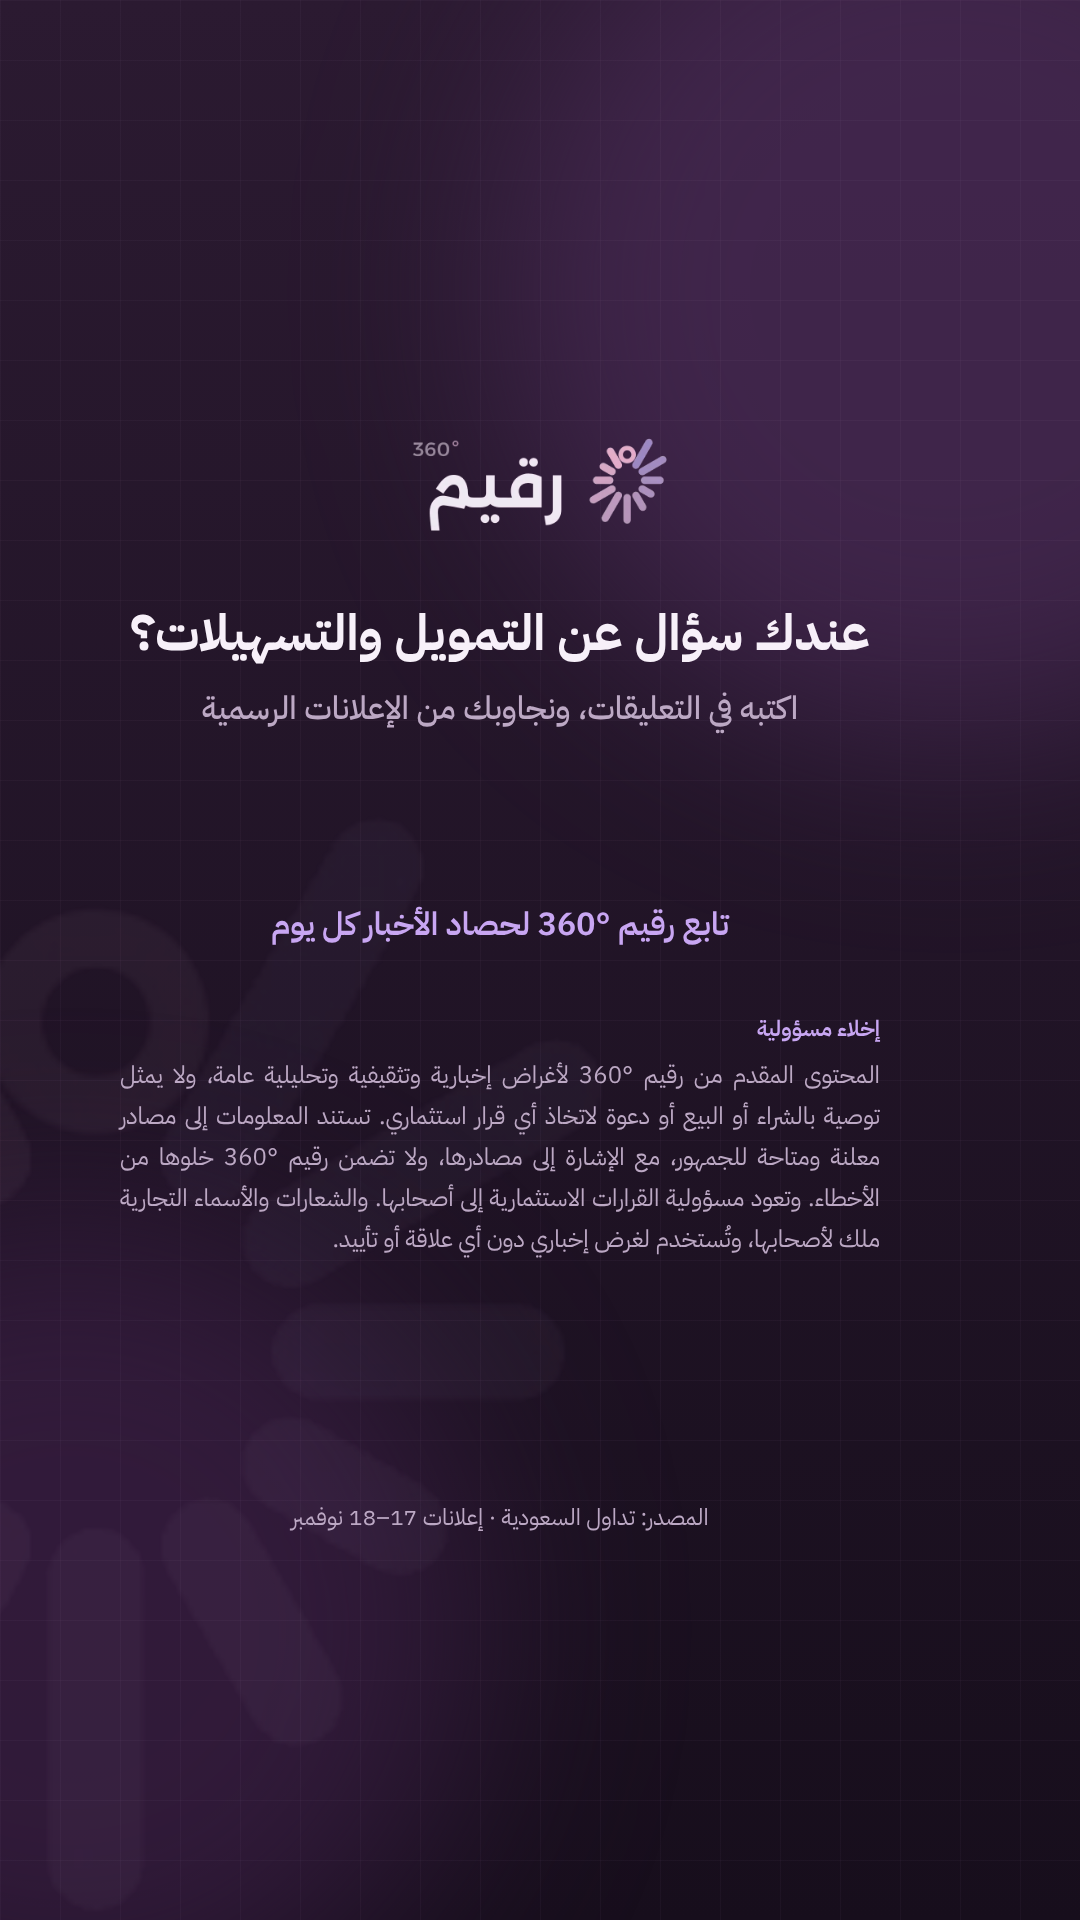 رقيم 360°
عندك سؤال عن التمويل والتسهيلات؟
اكتبه في التعليقات، ونجاوبك من الإعلانات الرسمية
تابع رقيم 360° لحصاد الأخبار كل يوم
إخلاء مسؤولية
المحتوى المقدم من رقيم 360° لأغراض إخبارية وتثقيفية وتحليلية عامة، ولا يمثل
توصية بالشراء أو البيع أو دعوة لاتخاذ أي قرار استثماري. تستند المعلومات إلى مصادر
معلنة ومتاحة للجمهور، مع الإشارة إلى مصادرها، ولا تضمن رقيم 360° خلوها من
الأخطاء. وتعود مسؤولية القرارات الاستثمارية إلى أصحابها. والشعارات والأسماء التجارية
ملك لأصحابها، وتُستخدم لغرض إخباري دون أي علاقة أو تأييد.
المصدر: تداول السعودية · إعلانات 17–18 نوفمبر